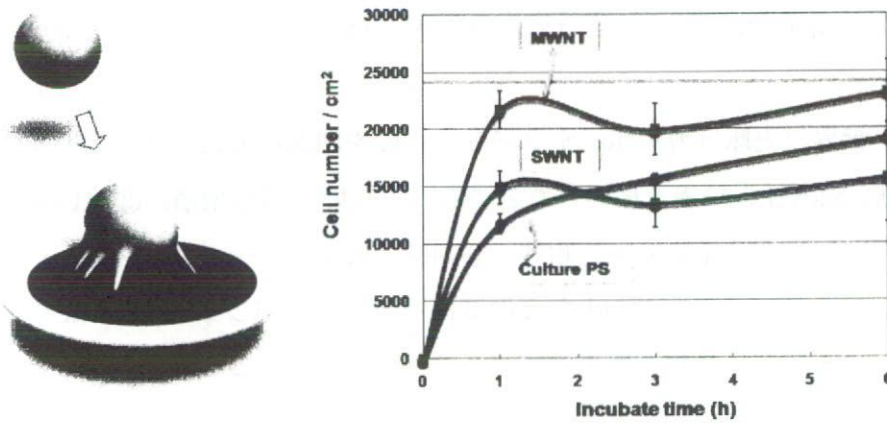 30000
25000
20000
15000
10000
5000
0
Cell number / cm²
MWNT
SWNT
Culture PS
0 1 2 3 4 5 6
Incubate time (h)